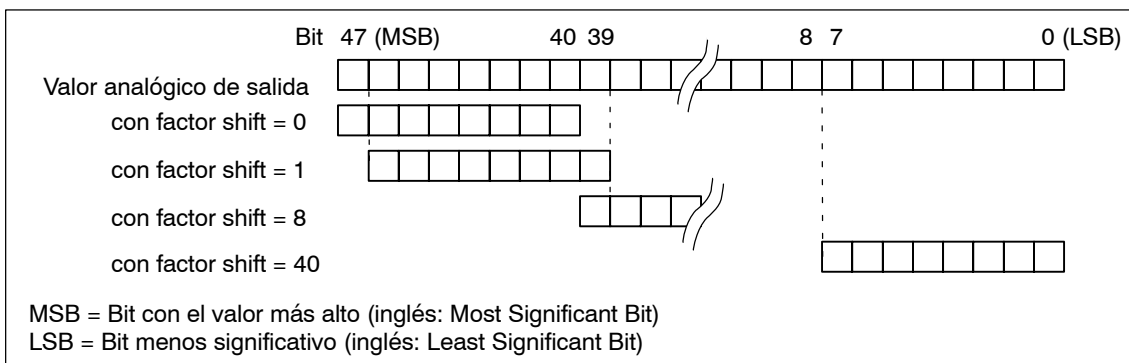 Bit 47 (MSB) 40 39 8 7 0 (LSB)
Valor analógico de salida
con factor shift = 0
con factor shift = 1
con factor shift = 8
con factor shift = 40
MSB = Bit con el valor más alto (inglés: Most Significant Bit)
LSB = Bit menos significativo (inglés: Least Significant Bit)